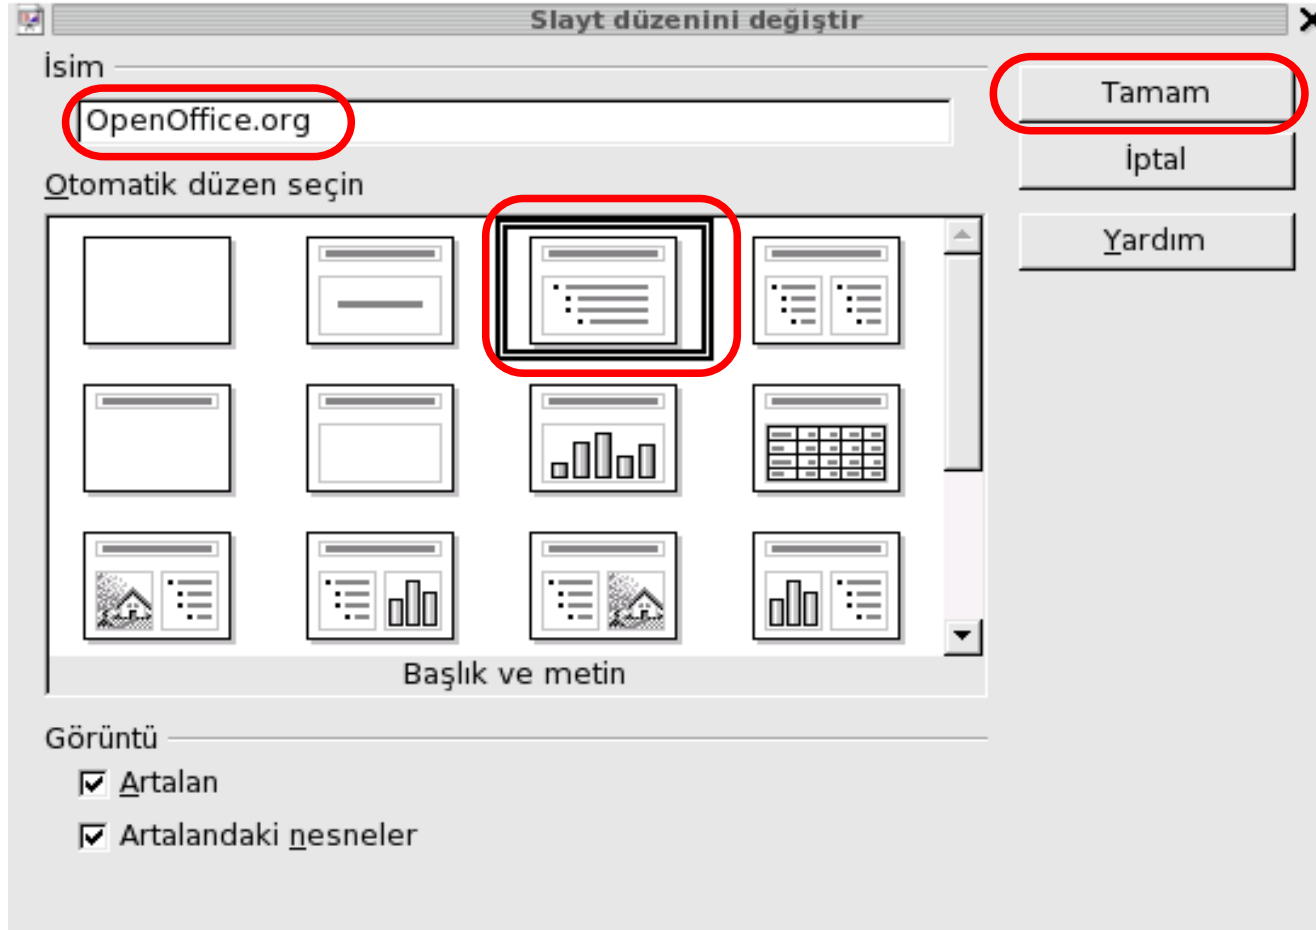 Slayt düzenini değiştir
İsim
OpenOffice.org
Tamam
İptal
Otomatik düzen seçin
Yardım
Başlık ve metin
Görüntü
Artalan
Artalandaki nesneler